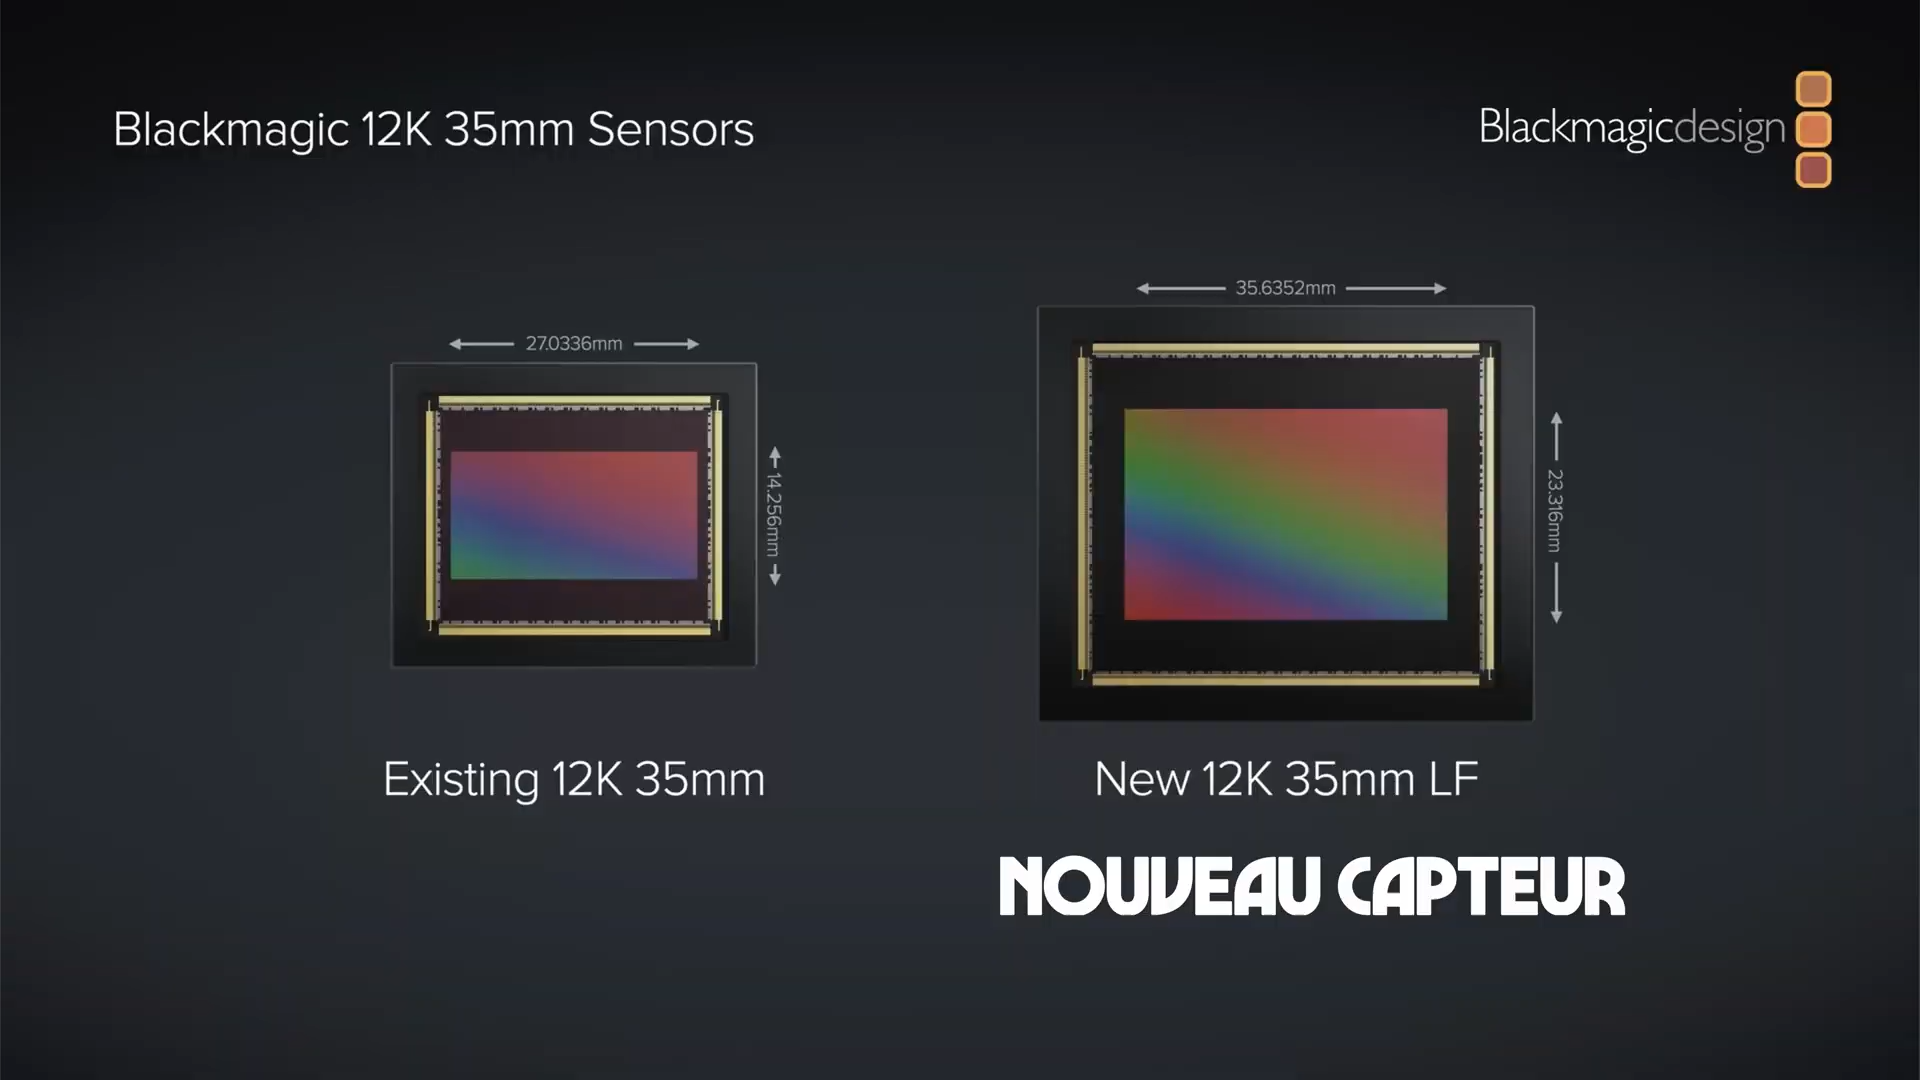 Blackmagic 12K 35mm Sensors
Blackmagicdesign
27.0336mm
14.256mm
35.6352mm
23.316mm
Existing 12K 35mm
New 12K 35mm LF
NOUVEAU CAPTEUR